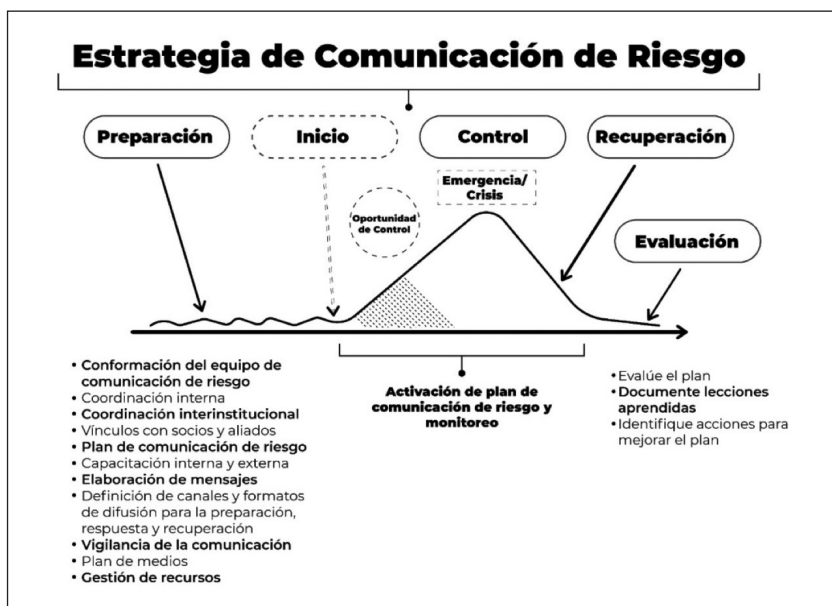 Estrategia de Comunicación de Riesgo
Preparación
Inicio
Control
Recuperación
Emergencia/
Crisis
Oportunidad
de Control
Evaluación
• Conformación del equipo de
comunicación de riesgo
• Coordinación interna
• Coordinación interinstitucional
• Vínculos con socios y aliados
• Plan de comunicación de riesgo
• Capacitación interna y externa
• Elaboración de mensajes
• Definición de canales y formatos
de difusión para la preparación,
respuesta y recuperación
• Vigilancia de la comunicación
• Plan de medios
• Gestión de recursos
Activación de plan de
comunicación de riesgo y
monitoreo
• Evalúe el plan
• Documente lecciones
aprendidas
• Identifique acciones para
mejorar el plan